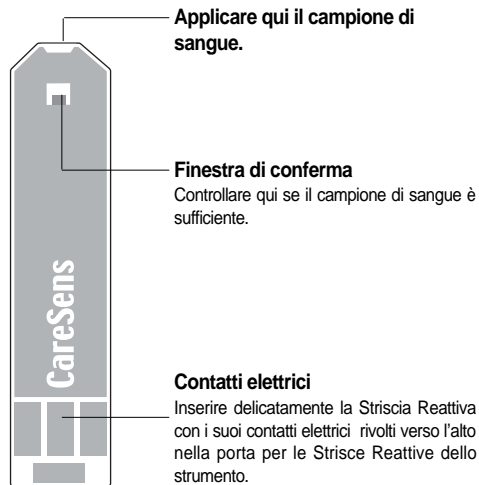 Applicare qui il campione di
sangue.
Finestra di conferma
Controllare qui se il campione di sangue è
sufficiente.
CareSens
Contatti elettrici
Inserire delicatamente la Striscia Reattiva
con i suoi contatti elettrici rivolti verso l'alto
nella porta per le Strisce Reattive dello
strumento.